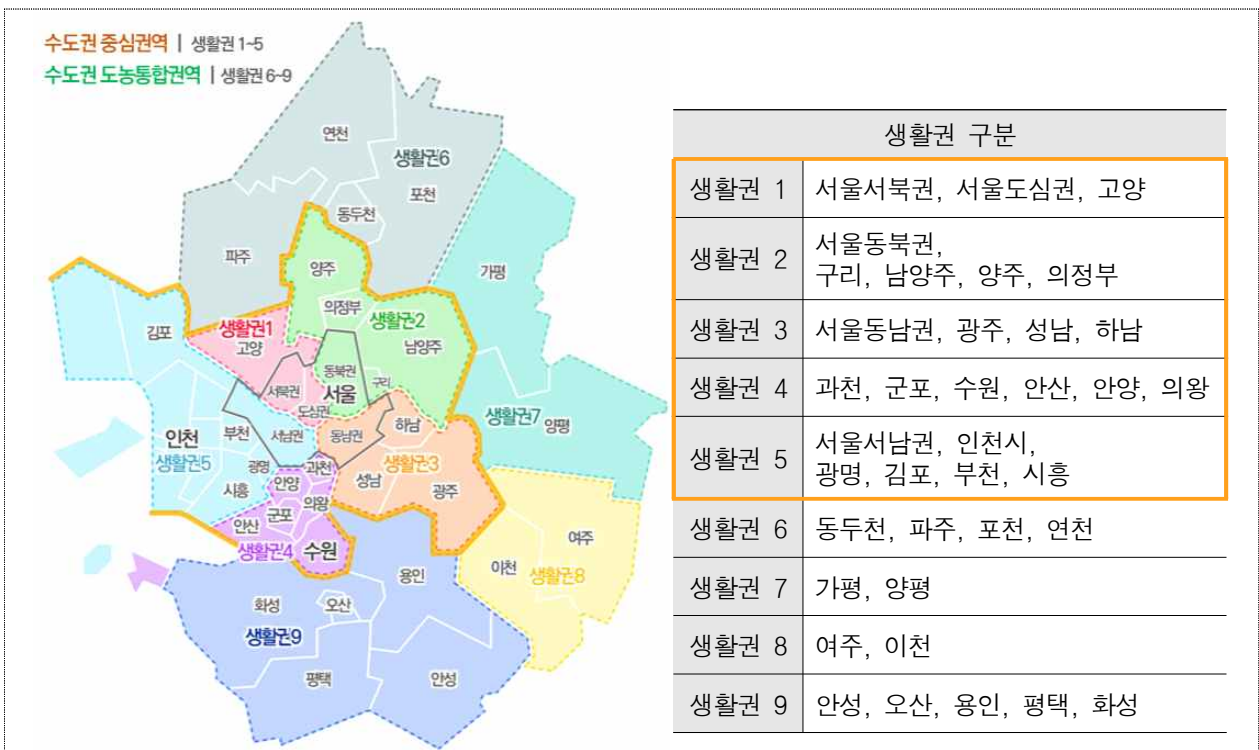 수도권 중심권역 | 생활권 1~5
수도권 도농통합권역 | 생활권 6~9
연천
생활권6
포천
동두천
파주
양주
가평
의정부
김포
생활권1
생활권2
고양
남양주
동북권
구리
서북권
서울
도심권
생활권7
양평
하남
인천
부천
서남권
동남권
생활권5
광명
과천
생활권3
시흥
안양
성남
광주
의왕
안산
군포
생활권4
수원
여주
이천
생활권8
용인
화성
오산
생활권9
평택
안성
생활권 구분
생활권 1 서울서북권, 서울도심권, 고양
생활권 2 서울동북권,
구리, 남양주, 양주, 의정부
생활권 3 서울동남권, 광주, 성남, 하남
생활권 4 과천, 군포, 수원, 안산, 안양, 의왕
생활권 5 서울서남권, 인천시,
광명, 김포, 부천, 시흥
생활권 6 동두천, 파주, 포천, 연천
생활권 7 가평, 양평
생활권 8 여주, 이천
생활권 9 안성, 오산, 용인, 평택, 화성